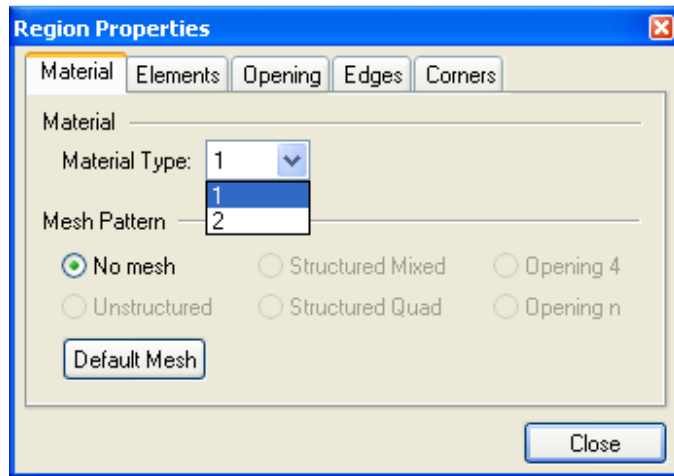 Region Properties
Material Elements Opening Edges Corners
Material
Material Type: 1
1
2
Mesh Pattern
No mesh Structured Mixed Opening 4
Unstructured Structured Quad Opening n
Default Mesh
Close